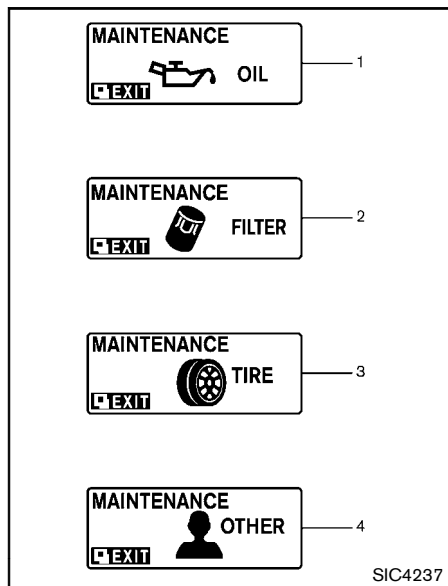 MAINTENANCE
OIL
EXIT
1
MAINTENANCE
FILTER
EXIT
2
MAINTENANCE
TIRE
EXIT
3
MAINTENANCE
OTHER
EXIT
4
SIC4237